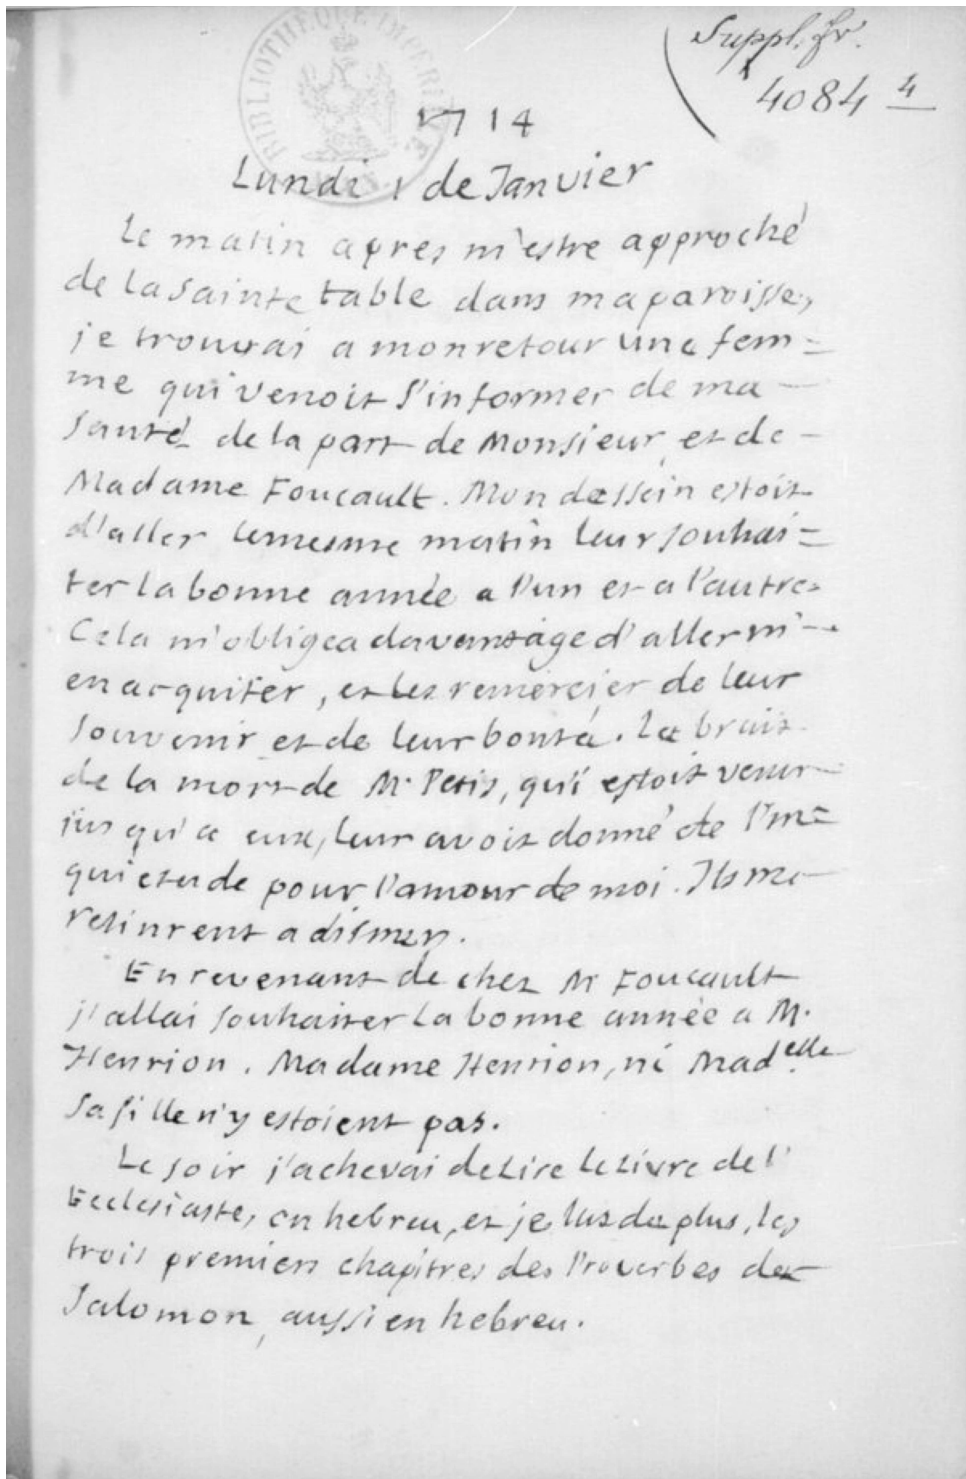 BIBLIOTHÈQUE IMPÉRIALE
Suppl. fr.
4084 4
1714
Lundi 1 de Janvier
Le matin apres m'estre approché
de la sainte table dans ma paroisse,
je trouvai a mon retour une fem=
me qui venoit s'informer de ma
santé de la part de Monsieur et de
Madame Foucault. Mon dessein estoit
d'aller le mesme matin leur souhai=
ter la bonne année a l'un et a l'autre.
Cela m'obligea davantage d'aller m'
en acquiter, et les remercier de leur
souvenir et de leur bonté. Le bruit
de la mort de Mr Petis, qui estoit venu
jusqu'a eux, leur avoit donné de l'in=
quietude pour l'amour de moi. Ils me
retinrent a disner.
En revenant de chez Mr Foucault
j'allai souhaitter la bonne année a M.
Henrion. Madame Henrion, ni Mad.elle
sa fille n'y estoient pas.
Le soir j'achevai de lire le livre de l'
Ecclesiaste, en hebreu, et je lus de plus, les
trois premiers chapitres des Proverbes de
Salomon, aussi en hebreu.